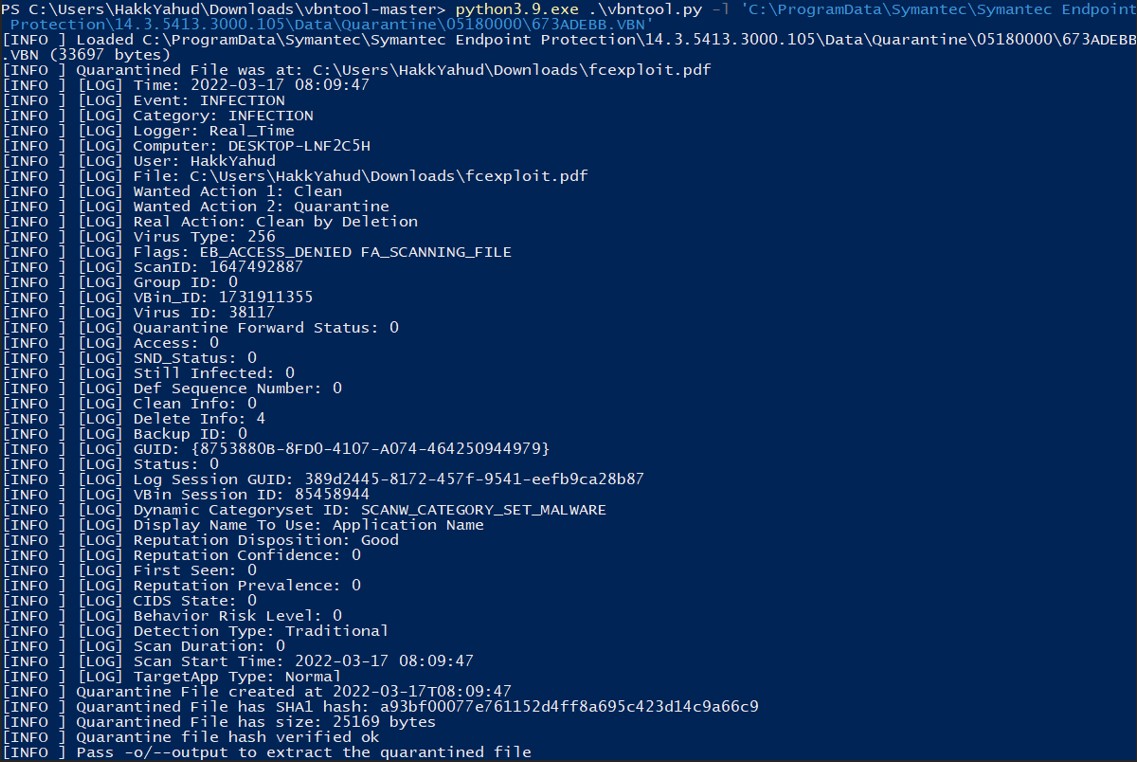 PS C:\Users\HakkYahud\Downloads\vbntool-master> python3.9.exe .\vbntool.py -l 'C:\ProgramData\Symantec\Symantec Endpoint
 Protection\14.3.5413.3000.105\Data\Quarantine\05180000\673ADEBB.VBN'
[INFO ] Loaded C:\ProgramData\Symantec\Symantec Endpoint Protection\14.3.5413.3000.105\Data\Quarantine\05180000\673ADEBB
.VBN (33697 bytes)
[INFO ] Quarantined File was at: C:\Users\HakkYahud\Downloads\fcexploit.pdf
[INFO ] [LOG] Time: 2022-03-17 08:09:47
[INFO ] [LOG] Event: INFECTION
[INFO ] [LOG] Category: INFECTION
[INFO ] [LOG] Logger: Real_Time
[INFO ] [LOG] Computer: DESKTOP-LNF2C5H
[INFO ] [LOG] User: HakkYahud
[INFO ] [LOG] File: C:\Users\HakkYahud\Downloads\fcexploit.pdf
[INFO ] [LOG] Wanted Action 1: Clean
[INFO ] [LOG] Wanted Action 2: Quarantine
[INFO ] [LOG] Real Action: Clean by Deletion
[INFO ] [LOG] Virus Type: 256
[INFO ] [LOG] Flags: EB_ACCESS_DENIED FA_SCANNING_FILE
[INFO ] [LOG] ScanID: 1647492887
[INFO ] [LOG] Group ID: 0
[INFO ] [LOG] VBin_ID: 1731911355
[INFO ] [LOG] Virus ID: 38117
[INFO ] [LOG] Quarantine Forward Status: 0
[INFO ] [LOG] Access: 0
[INFO ] [LOG] SND_Status: 0
[INFO ] [LOG] Still Infected: 0
[INFO ] [LOG] Def Sequence Number: 0
[INFO ] [LOG] Clean Info: 0
[INFO ] [LOG] Delete Info: 4
[INFO ] [LOG] Backup ID: 0
[INFO ] [LOG] GUID: {8753880B-8FD0-4107-A074-464250944979}
[INFO ] [LOG] Status: 0
[INFO ] [LOG] Log Session GUID: 389d2445-8172-457f-9541-eefb9ca28b87
[INFO ] [LOG] VBin Session ID: 85458944
[INFO ] [LOG] Dynamic Categoryset ID: SCANW_CATEGORY_SET_MALWARE
[INFO ] [LOG] Display Name To Use: Application Name
[INFO ] [LOG] Reputation Disposition: Good
[INFO ] [LOG] Reputation Confidence: 0
[INFO ] [LOG] First Seen: 0
[INFO ] [LOG] Reputation Prevalence: 0
[INFO ] [LOG] CIDS State: 0
[INFO ] [LOG] Behavior Risk Level: 0
[INFO ] [LOG] Detection Type: Traditional
[INFO ] [LOG] Scan Duration: 0
[INFO ] [LOG] Scan Start Time: 2022-03-17 08:09:47
[INFO ] [LOG] TargetApp Type: Normal
[INFO ] Quarantine File created at 2022-03-17T08:09:47
[INFO ] Quarantined File has SHA1 hash: a93bf00077e761152d4ff8a695c423d14c9a66c9
[INFO ] Quarantined File has size: 25169 bytes
[INFO ] Quarantine file hash verified ok
[INFO ] Pass -o/--output to extract the quarantined file